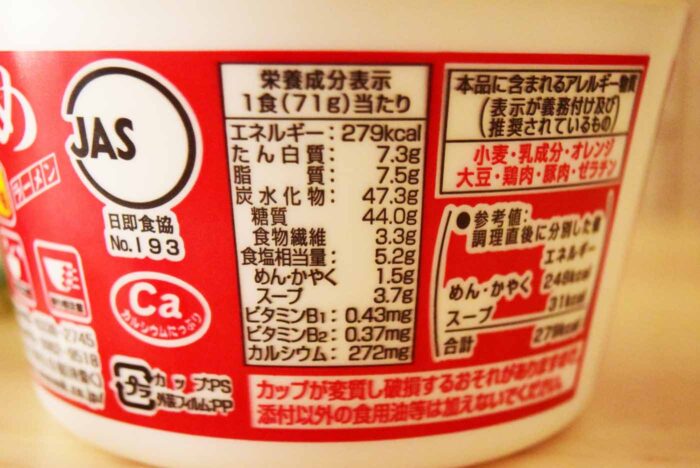 め
ラーメン
JAS
日即食協
No.193
Ca
カルシウムたっぷり
プラ
カップPS
外装フィルムPP
栄養成分表示
1食(71g)当たり
エネルギー:279kcal
たん白質:7.3g
脂質:7.5g
炭水化物:47.3g
糖質 44.0g
食物繊維 3.3g
食塩相当量:5.2g
めん・かやく 1.5g
スープ 3.7g
ビタミンB1:0.43mg
ビタミンB2:0.37mg
カルシウム:272mg
本品に含まれるアレルギー物質
(表示が義務付け及び
推奨されているもの)
小麦・乳成分・オレンジ
大豆・鶏肉・豚肉・ゼラチン
●参考値:
調理直後に分別した値
エネルギー
めん・かやく 248kcal
スープ 31kcal
合計 279kcal
カップが変質し破損するおそれがありますので、
添付以外の食用油等は加えないでください。